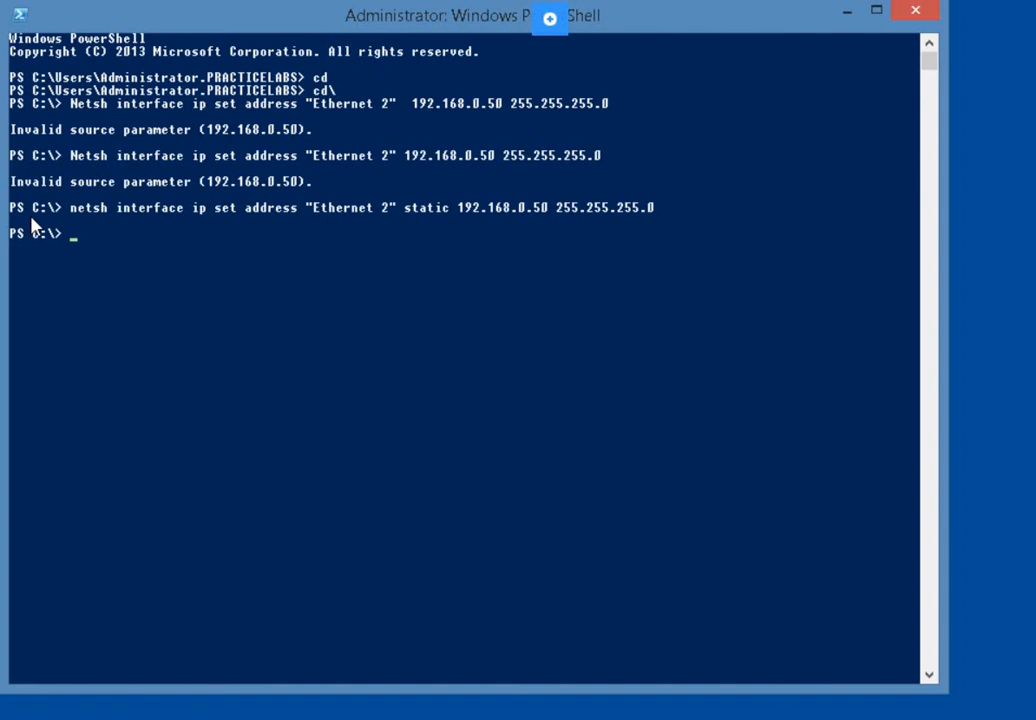 Administrator: Windows P Shell
Windows PowerShell
Copyright (C) 2013 Microsoft Corporation. All rights reserved.
PS C:\Users\Administrator.PRACTICELABS> cd
PS C:\Users\Administrator.PRACTICELABS> cd\
PS C:\> Netsh interface ip set address "Ethernet 2"  192.168.0.50 255.255.255.0
Invalid source parameter (192.168.0.50).
PS C:\> Netsh interface ip set address "Ethernet 2" 192.168.0.50 255.255.255.0
Invalid source parameter (192.168.0.50).
PS C:\> netsh interface ip set address "Ethernet 2" static 192.168.0.50 255.255.255.0
PS C:\> _